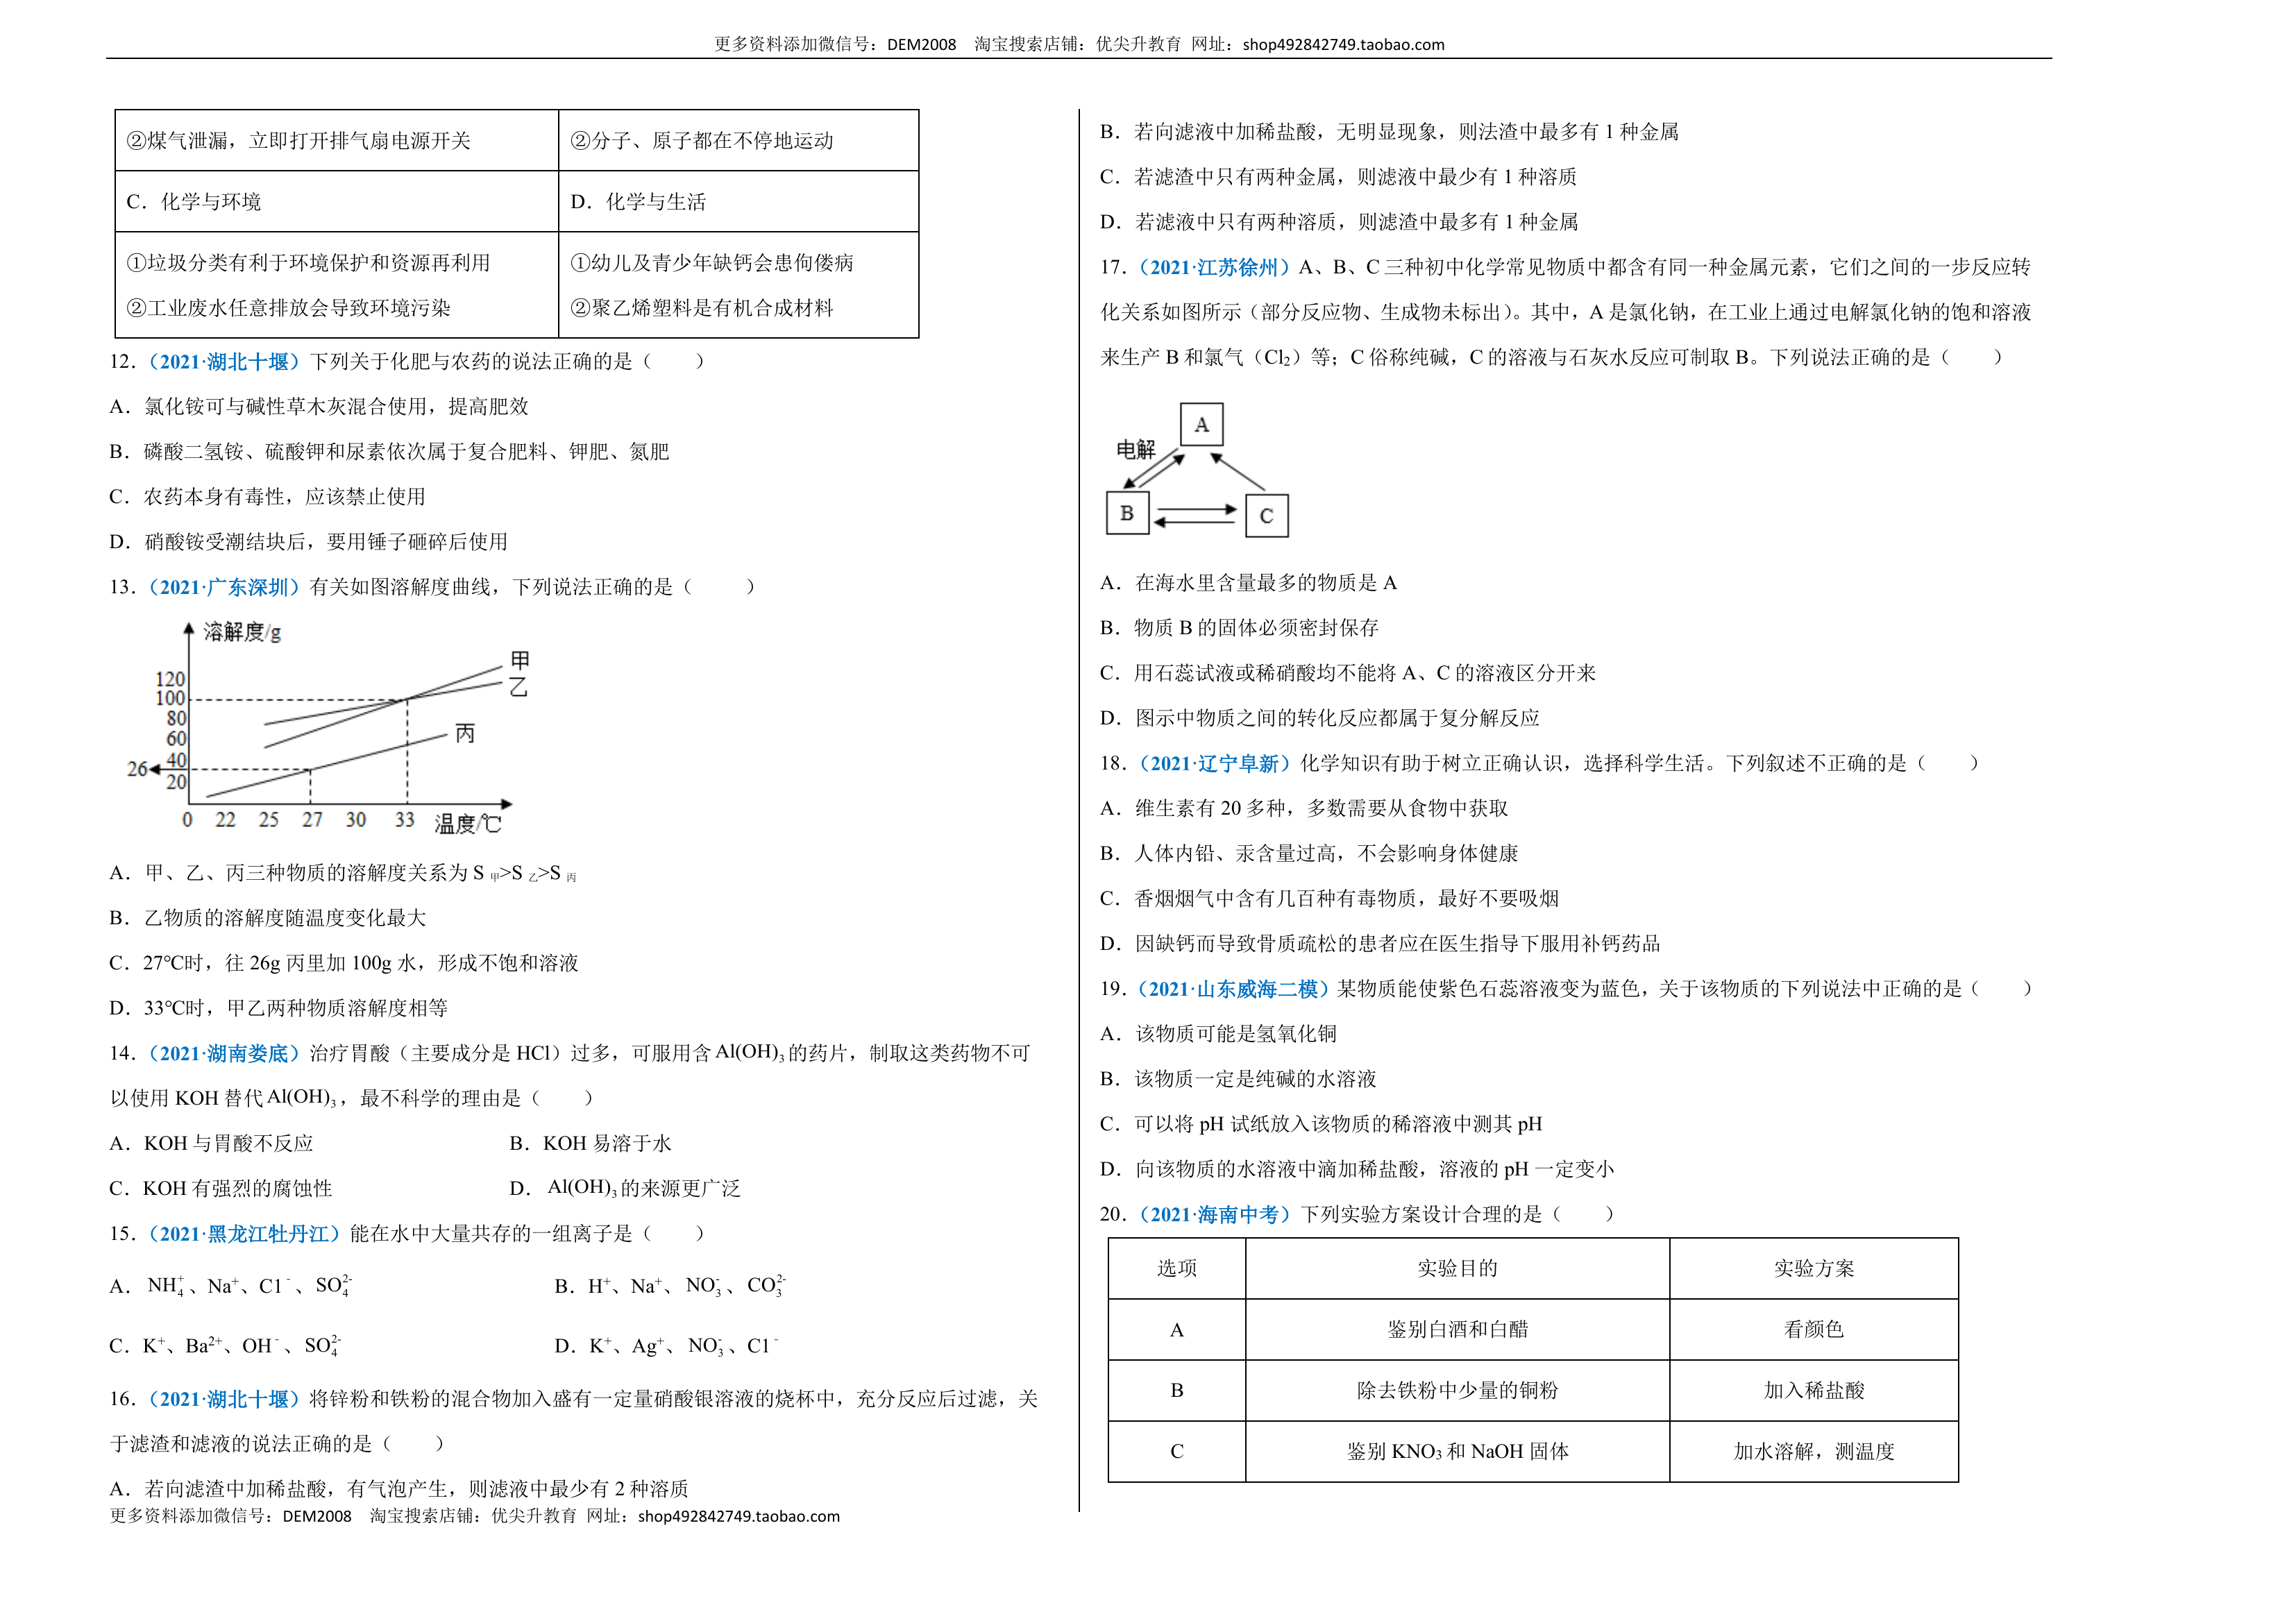 更多资料添加微信号：DEM2008 淘宝搜索店铺：优尖升教育 网址：shop492842749.taobao.com
②煤气泄漏，立即打开排气扇电源开关 ②分子、原子都在不停地运动
C．化学与环境 D．化学与生活
①垃圾分类有利于环境保护和资源再利用 ①幼儿及青少年缺钙会患佝偻病
②工业废水任意排放会导致环境污染 ②聚乙烯塑料是有机合成材料
12．（2021·湖北十堰）下列关于化肥与农药的说法正确的是（　　）
A．氯化铵可与碱性草木灰混合使用，提高肥效
B．磷酸二氢铵、硫酸钾和尿素依次属于复合肥料、钾肥、氮肥
C．农药本身有毒性，应该禁止使用
D．硝酸铵受潮结块后，要用锤子砸碎后使用
13．（2021·广东深圳）有关如图溶解度曲线，下列说法正确的是（　　）
溶解度/g
甲
乙
丙
120
100
80
60
40
26
20
0 22 25 27 30 33 温度/℃
A．甲、乙、丙三种物质的溶解度关系为 S 甲>S 乙>S 丙
B．乙物质的溶解度随温度变化最大
C．27℃时，往 26g 丙里加 100g 水，形成不饱和溶液
D．33℃时，甲乙两种物质溶解度相等
14．（2021·湖南娄底）治疗胃酸（主要成分是 HCl）过多，可服用含Al(OH)₃的药片，制取这类药物不可
以使用 KOH 替代Al(OH)₃，最不科学的理由是（　　）
A．KOH 与胃酸不反应 B．KOH 易溶于水
C．KOH 有强烈的腐蚀性 D．Al(OH)₃的来源更广泛
15．（2021·黑龙江牡丹江）能在水中大量共存的一组离子是（　　）
A．NH₄⁺、Na⁺、C1⁻、SO₄²⁻ B．H⁺、Na⁺、NO₃⁻、CO₃²⁻
C．K⁺、Ba²⁺、OH⁻、SO₄²⁻ D．K⁺、Ag⁺、NO₃⁻、C1⁻
16．（2021·湖北十堰）将锌粉和铁粉的混合物加入盛有一定量硝酸银溶液的烧杯中，充分反应后过滤，关
于滤渣和滤液的说法正确的是（　　）
A．若向滤渣中加稀盐酸，有气泡产生，则滤液中最少有 2 种溶质
更多资料添加微信号：DEM2008 淘宝搜索店铺：优尖升教育 网址：shop492842749.taobao.com
B．若向滤液中加稀盐酸，无明显现象，则法渣中最多有 1 种金属
C．若滤渣中只有两种金属，则滤液中最少有 1 种溶质
D．若滤液中只有两种溶质，则滤渣中最多有 1 种金属
17．（2021·江苏徐州）A、B、C 三种初中化学常见物质中都含有同一种金属元素，它们之间的一步反应转
化关系如图所示（部分反应物、生成物未标出）。其中，A 是氯化钠，在工业上通过电解氯化钠的饱和溶液
来生产 B 和氯气（Cl₂）等；C 俗称纯碱，C 的溶液与石灰水反应可制取 B。下列说法正确的是（　　）
A
电解
B C
A．在海水里含量最多的物质是 A
B．物质 B 的固体必须密封保存
C．用石蕊试液或稀硝酸均不能将 A、C 的溶液区分开来
D．图示中物质之间的转化反应都属于复分解反应
18．（2021·辽宁阜新）化学知识有助于树立正确认识，选择科学生活。下列叙述不正确的是（　　）
A．维生素有 20 多种，多数需要从食物中获取
B．人体内铅、汞含量过高，不会影响身体健康
C．香烟烟气中含有几百种有毒物质，最好不要吸烟
D．因缺钙而导致骨质疏松的患者应在医生指导下服用补钙药品
19．（2021·山东威海二模）某物质能使紫色石蕊溶液变为蓝色，关于该物质的下列说法中正确的是（　　）
A．该物质可能是氢氧化铜
B．该物质一定是纯碱的水溶液
C．可以将 pH 试纸放入该物质的稀溶液中测其 pH
D．向该物质的水溶液中滴加稀盐酸，溶液的 pH 一定变小
20．（2021·海南中考）下列实验方案设计合理的是（　　）
选项 实验目的 实验方案
A 鉴别白酒和白醋 看颜色
B 除去铁粉中少量的铜粉 加入稀盐酸
C 鉴别 KNO₃ 和 NaOH 固体 加水溶解，测温度